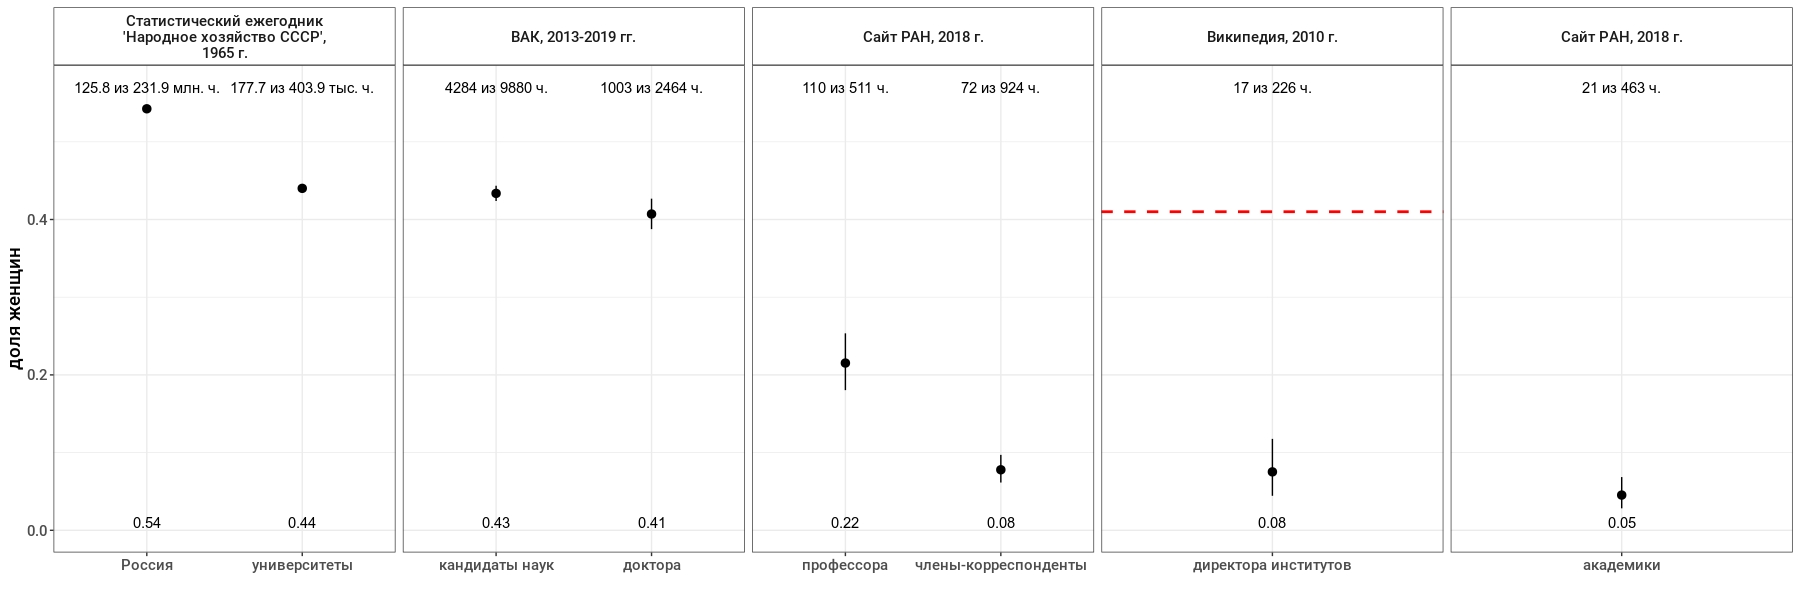 Статистический ежегодник
'Народное хозяйство СССР',
1965 г.
ВАК, 2013-2019 гг.
Сайт РАН, 2018 г.
Википедия, 2010 г.
Сайт РАН, 2018 г.
125.8 из 231.9 млн. ч.
177.7 из 403.9 тыс. ч.
4284 из 9880 ч.
1003 из 2464 ч.
110 из 511 ч.
72 из 924 ч.
17 из 226 ч.
21 из 463 ч.
доля женщин
0.4
0.2
0.0
0.54
0.44
0.43
0.41
0.22
0.08
0.08
0.05
Россия
университеты
кандидаты наук
доктора
профессора
члены-корреспонденты
директора институтов
академики